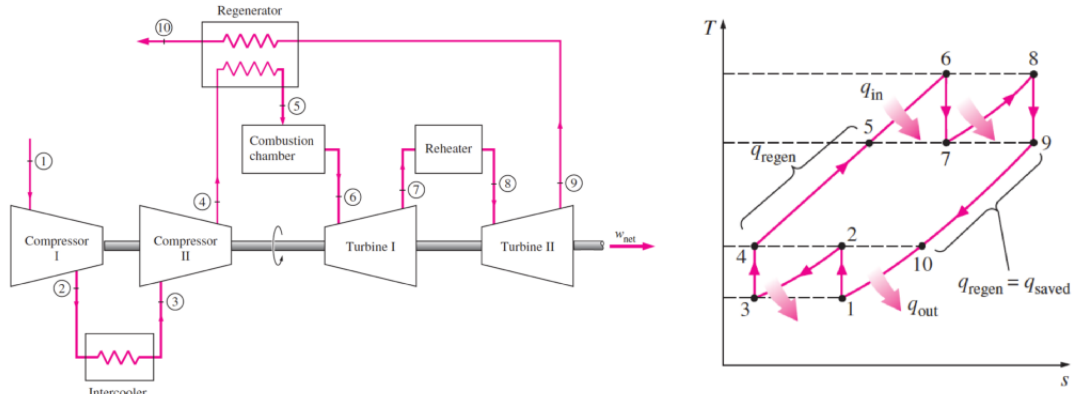 Regenerator
10
5
1
Combustion
chamber
Reheater
4
6
7
8
9
Compressor
I
Compressor
II
Turbine I
Turbine II
w_net
2
3
Intercooler
T
6
8
q_in
5
7
9
q_regen
4
2
10
q_regen = q_saved
3
1
q_out
s